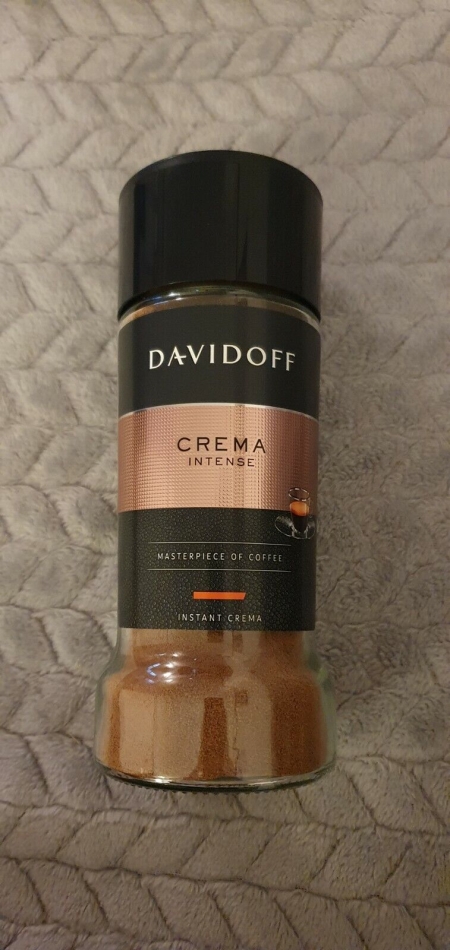 DAVIDOFF
CREMA
INTENSE
MASTERPIECE OF COFFEE
INSTANT CREMA